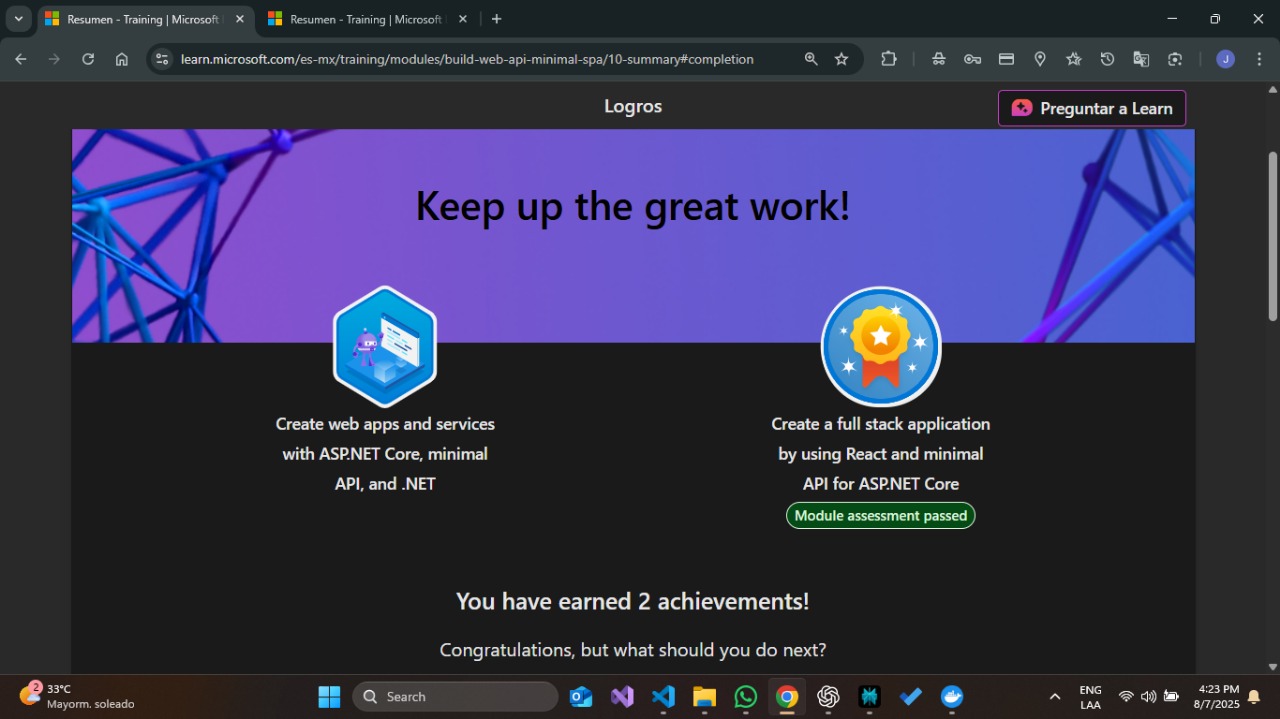 Resumen - Training | Microsoft
Resumen - Training | Microsoft
learn.microsoft.com/es-mx/training/modules/build-web-api-minimal-spa/10-summary#completion
J
Logros
Preguntar a Learn
Keep up the great work!
Create web apps and services
with ASP.NET Core, minimal
API, and .NET
Create a full stack application
by using React and minimal
API for ASP.NET Core
Module assessment passed
You have earned 2 achievements!
Congratulations, but what should you do next?
2
33°C
Mayorm. soleado
Search
ENG
LAA
4:23 PM
8/7/2025